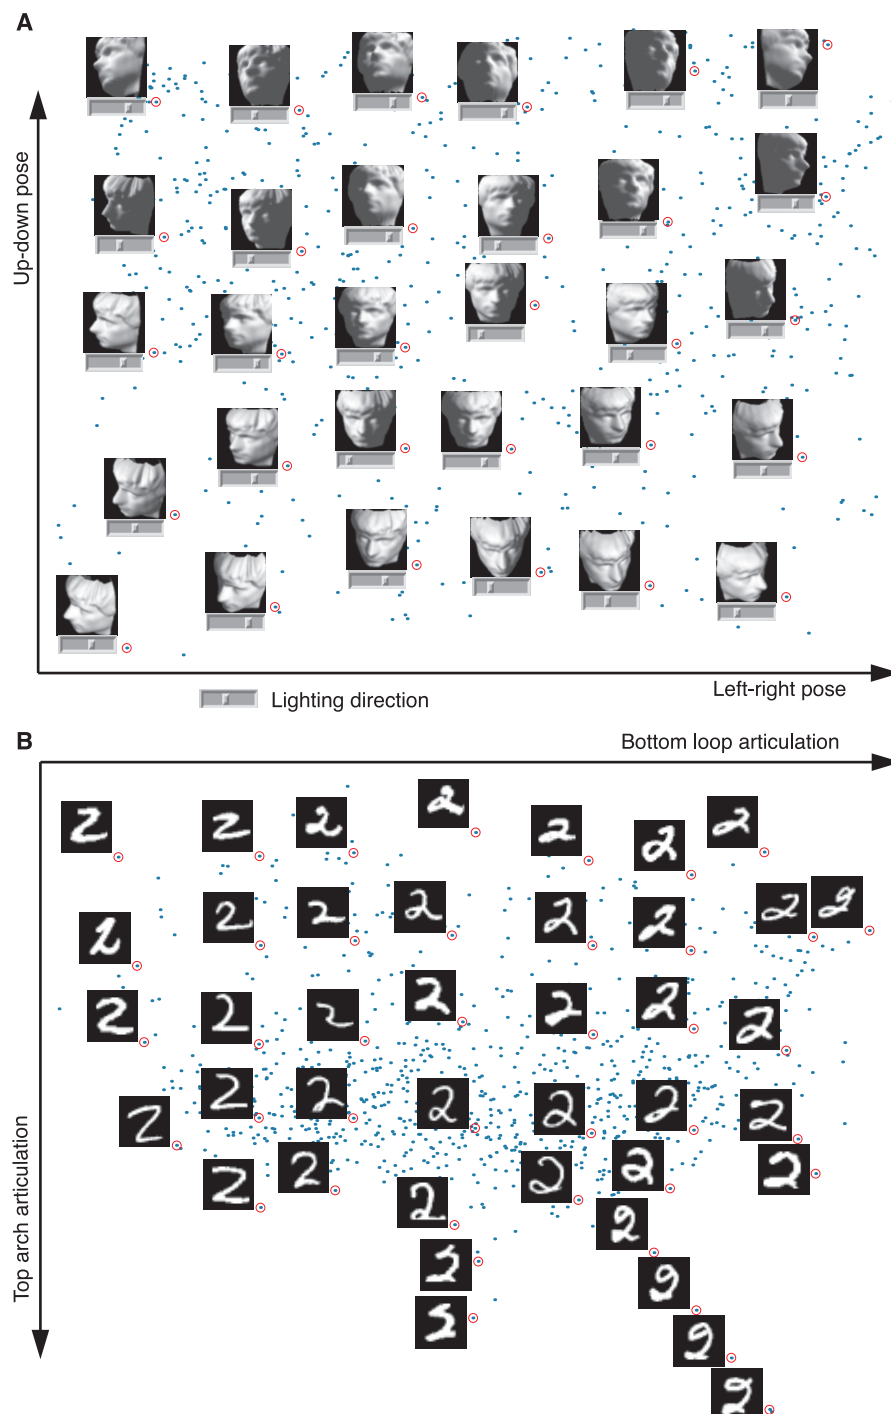 A
Up-down pose
Left-right pose
Lighting direction
B
Bottom loop articulation
Top arch articulation